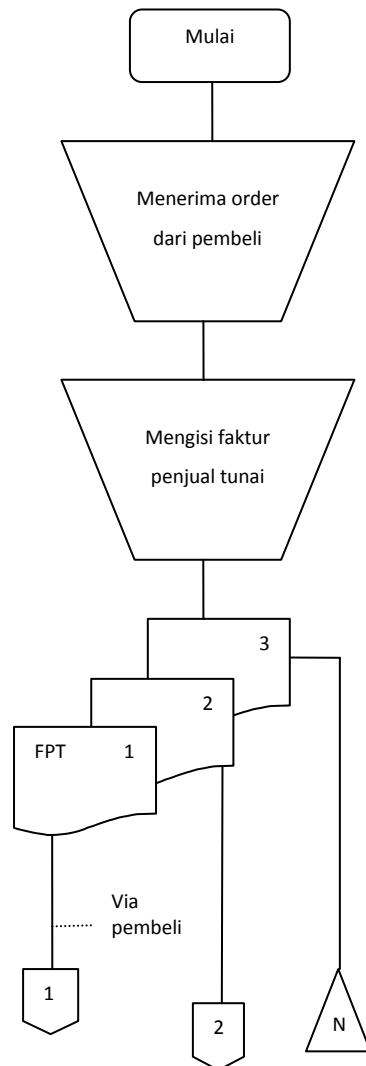 Mulai
Menerima order
dari pembeli
Mengisi faktur
penjual tunai
3
2
FPT 1
Via
pembeli
1
2
N